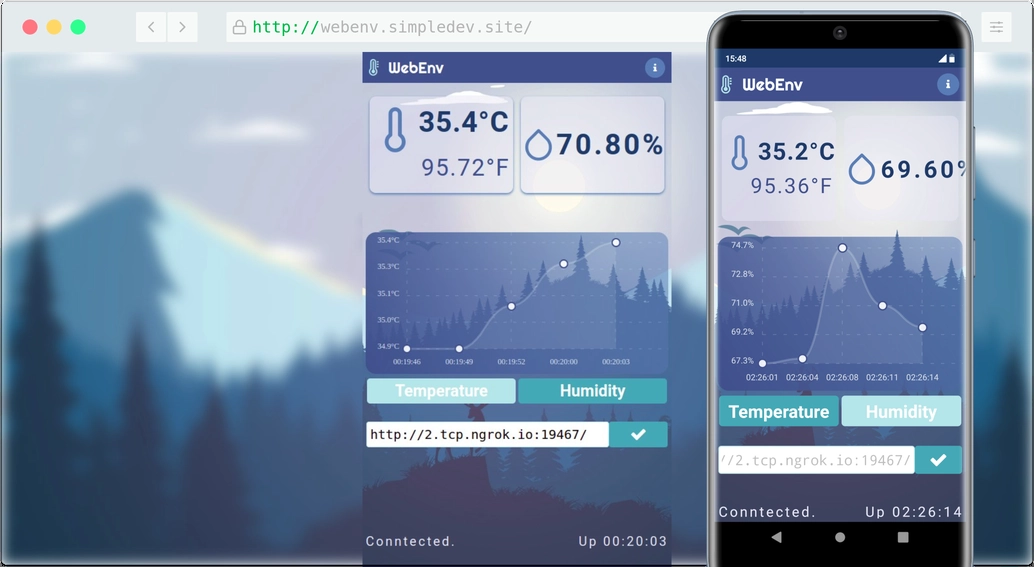 http://webenv.simpledev.site/
WebEnv
i
35.4°C
95.72°F
70.80%
35.4°C
35.3°C
35.1°C
35.0°C
34.9°C
00:19:46 00:19:49 00:19:52 00:20:00 00:20:03
Temperature Humidity
http://2.tcp.ngrok.io:19467/
Conntected. Up 00:20:03
15:48
WebEnv
i
35.2°C
95.36°F
69.60%
74.7%
72.8%
71.0%
69.2%
67.3%
02:26:01 02:26:04 02:26:08 02:26:11 02:26:14
Temperature Humidity
//2.tcp.ngrok.io:19467/
Conntected. Up 02:26:14